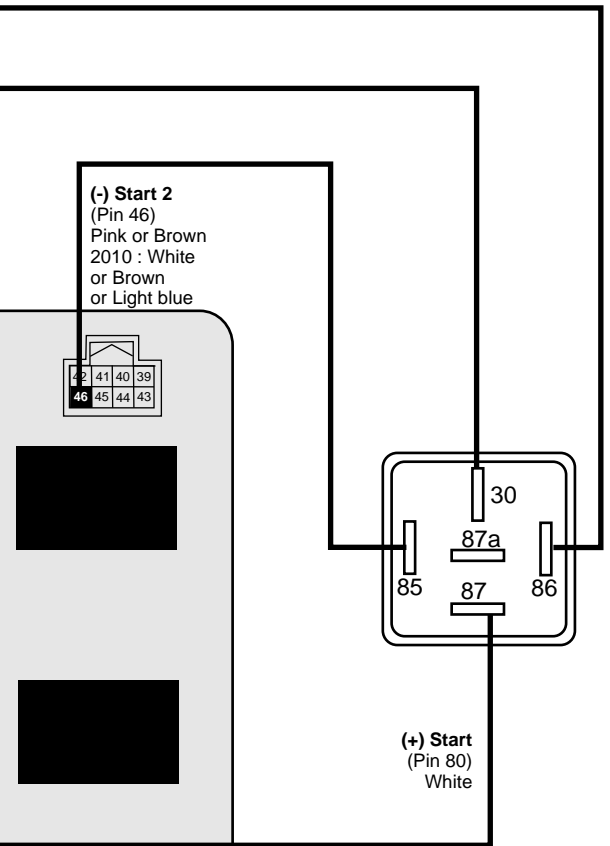 (-) Start 2
(Pin 46)
Pink or Brown
2010 : White
or Brown
or Light blue
42 41 40 39
46 45 44 43
30
87a
85
87
86
(+) Start
(Pin 80)
White